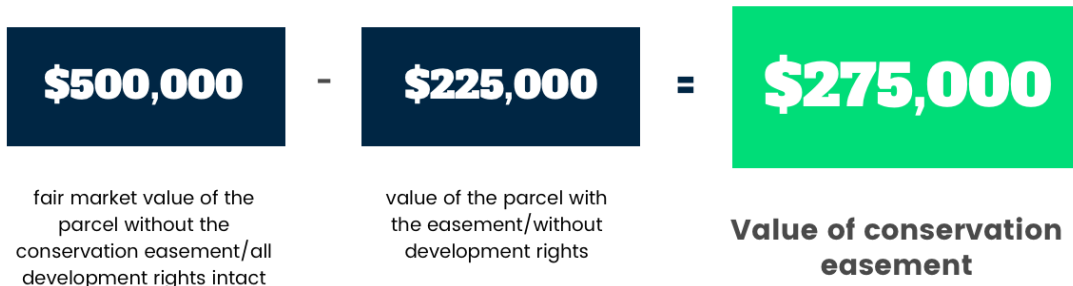 $500,000 - $225,000 = $275,000
fair market value of the
parcel without the
conservation easement/all
development rights intact
value of the parcel with
the easement/without
development rights
Value of conservation
easement